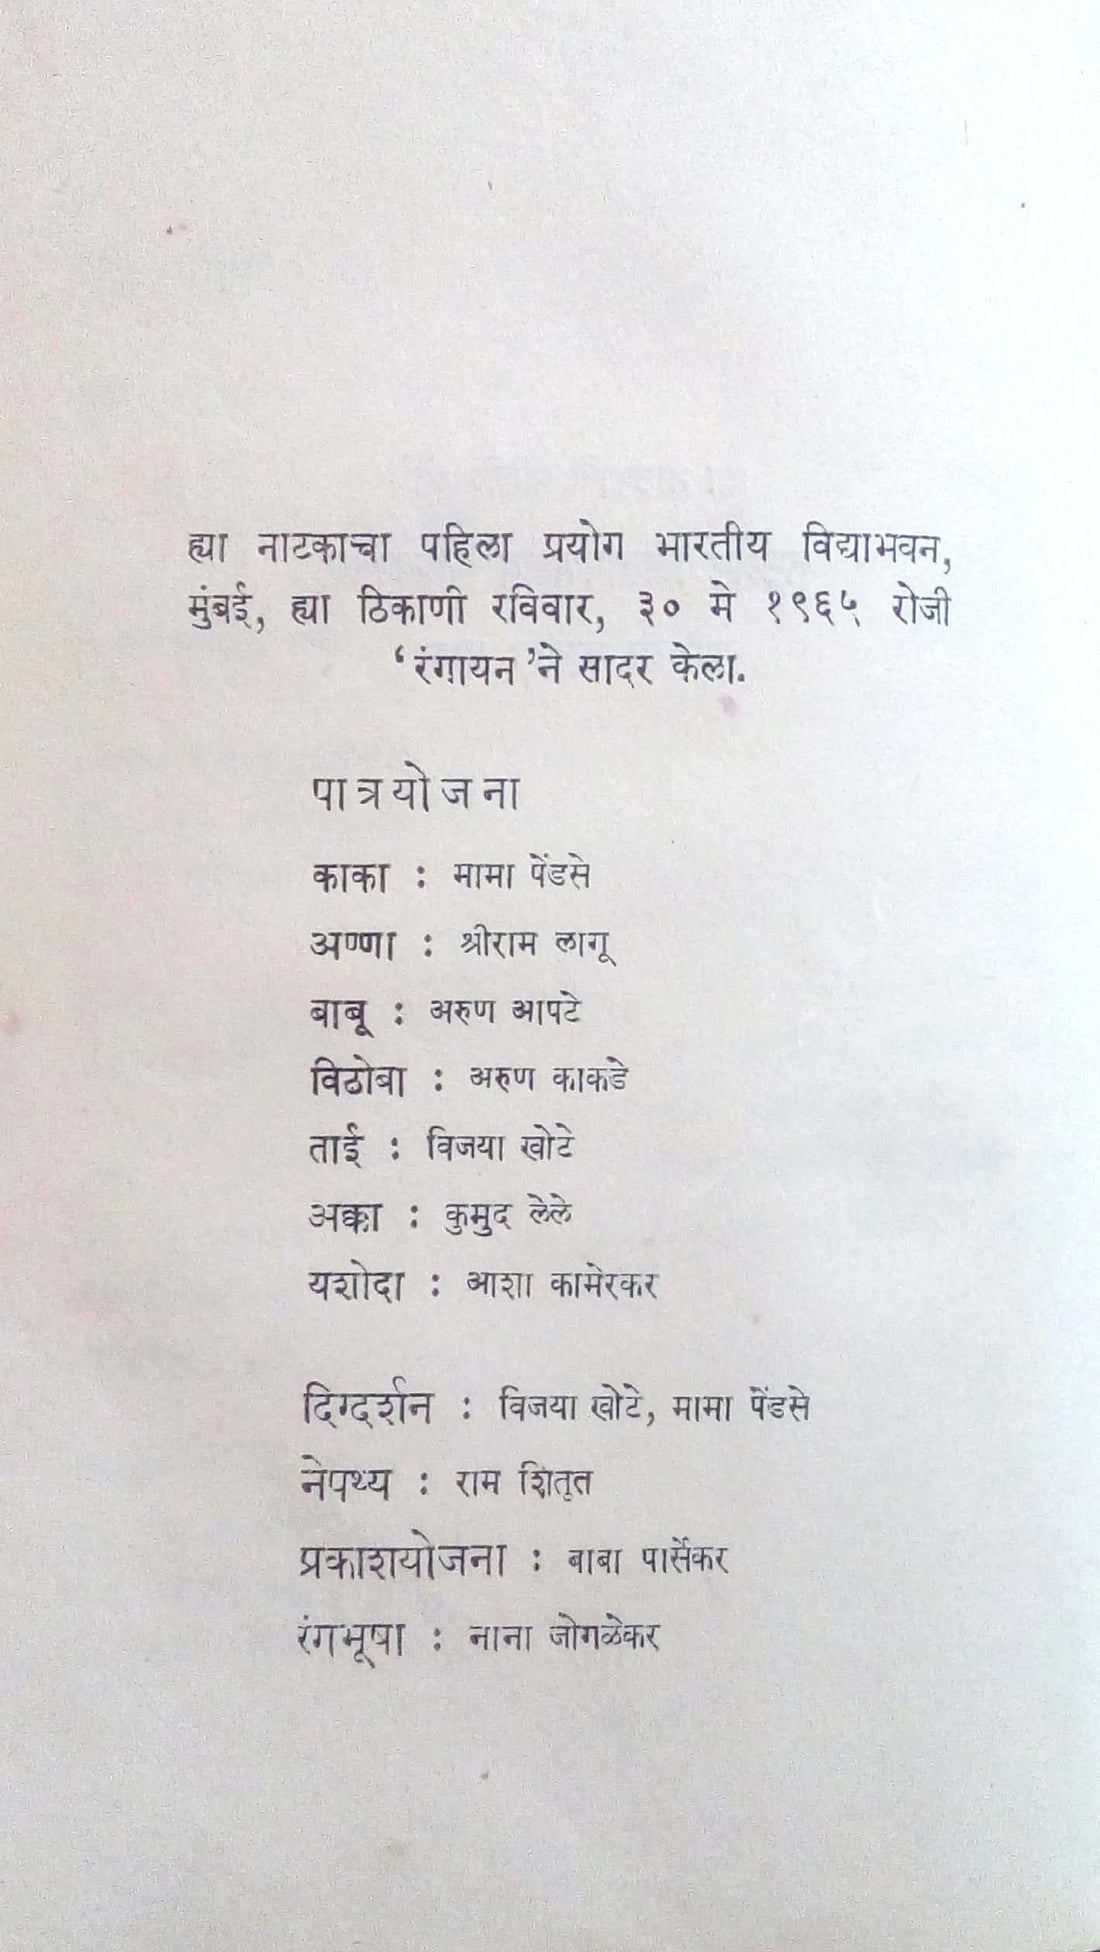 ह्या नाटकाचा पहिला प्रयोग भारतीय विद्याभवन,
मुंबई, ह्या ठिकाणी रविवार, ३० मे १९६५ रोजी
‘रंगायन’ने सादर केला.
पात्रयोजना
काका : मामा पेंडसे
अण्णा : श्रीराम लागू
बाबू : अरुण आपटे
विठोबा : अरुण काकडे
ताई : विजया खोटे
अक्का : कुमुद लेले
यशोदा : आशा कामेरकर
दिग्दर्शन : विजया खोटे, मामा पेंडसे
नेपथ्य : राम शितूत
प्रकाशयोजना : बाबा पार्सेकर
रंगभूषा : नाना जोगळेकर